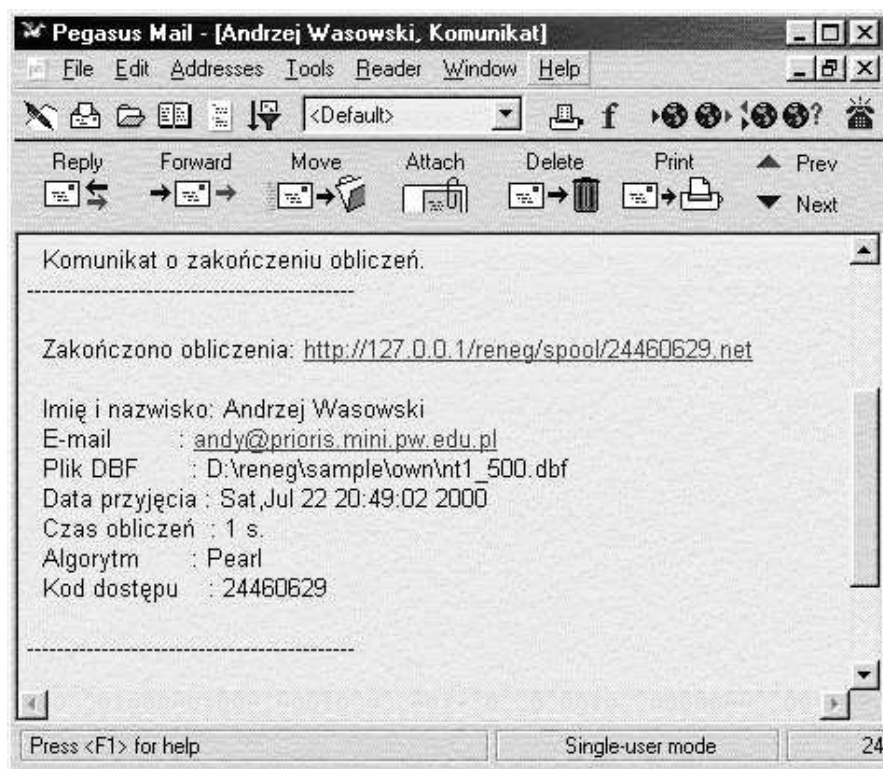 Pegasus Mail - [Andrzej Wasowski, Komunikat]
File Edit Addresses Tools Reader Window Help
<Default>
Reply Forward Move Attach Delete Print Prev
Next
Komunikat o zakończeniu obliczeń.
-----------------------------------------
Zakończono obliczenia: http://127.0.0.1/reneg/spool/24460629.net
Imię i nazwisko: Andrzej Wasowski
E-mail : andy@prioris.mini.pw.edu.pl
Plik DBF : D:\reneg\sample\own\nt1_500.dbf
Data przyjęcia : Sat,Jul 22 20:49:02 2000
Czas obliczeń : 1 s.
Algorytm : Pearl
Kod dostępu : 24460629
-----------------------------------------
Press <F1> for help Single-user mode 24